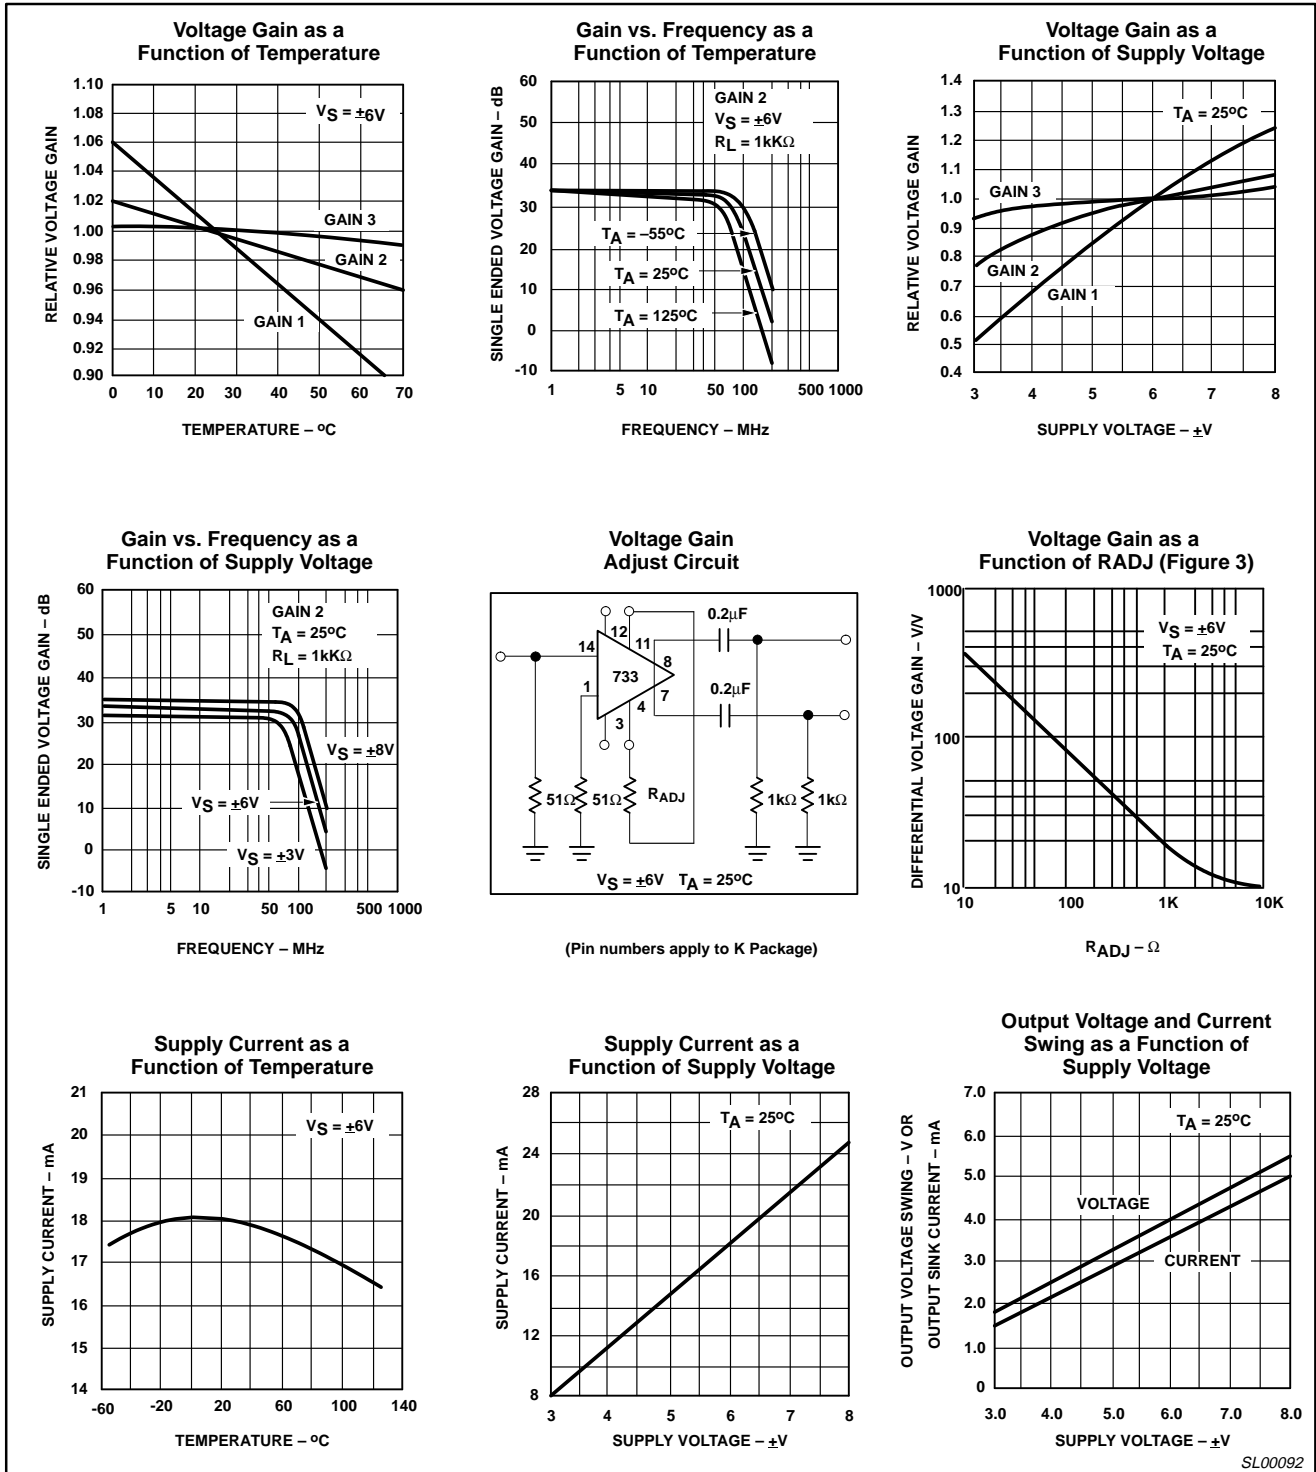 Voltage Gain as a
Function of Temperature
RELATIVE VOLTAGE GAIN
1.10
1.08
1.06
1.04
1.02
1.00
0.98
0.96
0.94
0.92
0.90
VS = ±6V
GAIN 3
GAIN 2
GAIN 1
0 10 20 30 40 50 60 70
TEMPERATURE – oC
Gain vs. Frequency as a
Function of Temperature
SINGLE ENDED VOLTAGE GAIN – dB
60
50
40
30
20
10
0
-10
GAIN 2
VS = ±6V
RL = 1kKΩ
TA = –55oC
TA = 25oC
TA = 125oC
1 5 10 50 100 500 1000
FREQUENCY – MHz
Voltage Gain as a
Function of Supply Voltage
RELATIVE VOLTAGE GAIN
1.4
1.3
1.2
1.1
1.0
0.9
0.8
0.7
0.6
0.5
0.4
TA = 25oC
GAIN 3
GAIN 2
GAIN 1
3 4 5 6 7 8
SUPPLY VOLTAGE – ±V
Gain vs. Frequency as a
Function of Supply Voltage
SINGLE ENDED VOLTAGE GAIN – dB
60
50
40
30
20
10
0
-10
GAIN 2
TA = 25oC
RL = 1kKΩ
VS = ±8V
VS = ±6V
VS = ±3V
1 5 10 50 100 500 1000
FREQUENCY – MHz
Voltage Gain
Adjust Circuit
0.2µF
12
11
14
8
733
1
7
0.2µF
4
3
51Ω 51Ω RADJ 1kΩ 1kΩ
VS = ±6V TA = 25oC
(Pin numbers apply to K Package)
Voltage Gain as a
Function of RADJ (Figure 3)
DIFFERENTIAL VOLTAGE GAIN – V/V
1000
100
10
VS = ±6V
TA = 25oC
10 100 1K 10K
RADJ – Ω
Supply Current as a
Function of Temperature
SUPPLY CURRENT – mA
21
20
19
18
17
16
15
14
VS = ±6V
-60 -20 20 60 100 140
TEMPERATURE – oC
Supply Current as a
Function of Supply Voltage
SUPPLY CURRENT – mA
28
24
20
16
12
8
TA = 25oC
3 4 5 6 7 8
SUPPLY VOLTAGE – ±V
Output Voltage and Current
Swing as a Function of
Supply Voltage
OUTPUT VOLTAGE SWING – V OR
OUTPUT SINK CURRENT – mA
7.0
6.0
5.0
4.0
3.0
2.0
1.0
0
TA = 25oC
VOLTAGE
CURRENT
3.0 4.0 5.0 6.0 7.0 8.0
SUPPLY VOLTAGE – ±V
SL00092